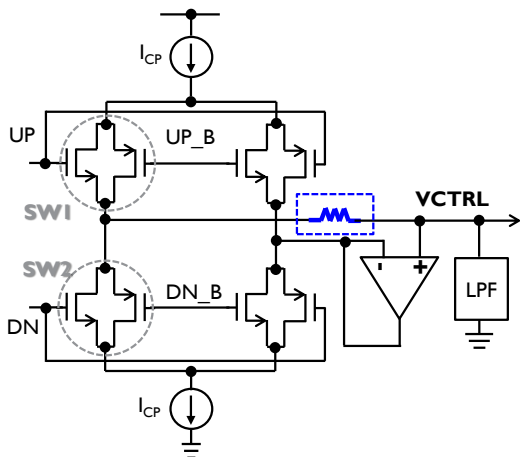 I_CP
UP
UP_B
SW1
VCTRL
SW2
- +
LPF
DN_B
DN
I_CP